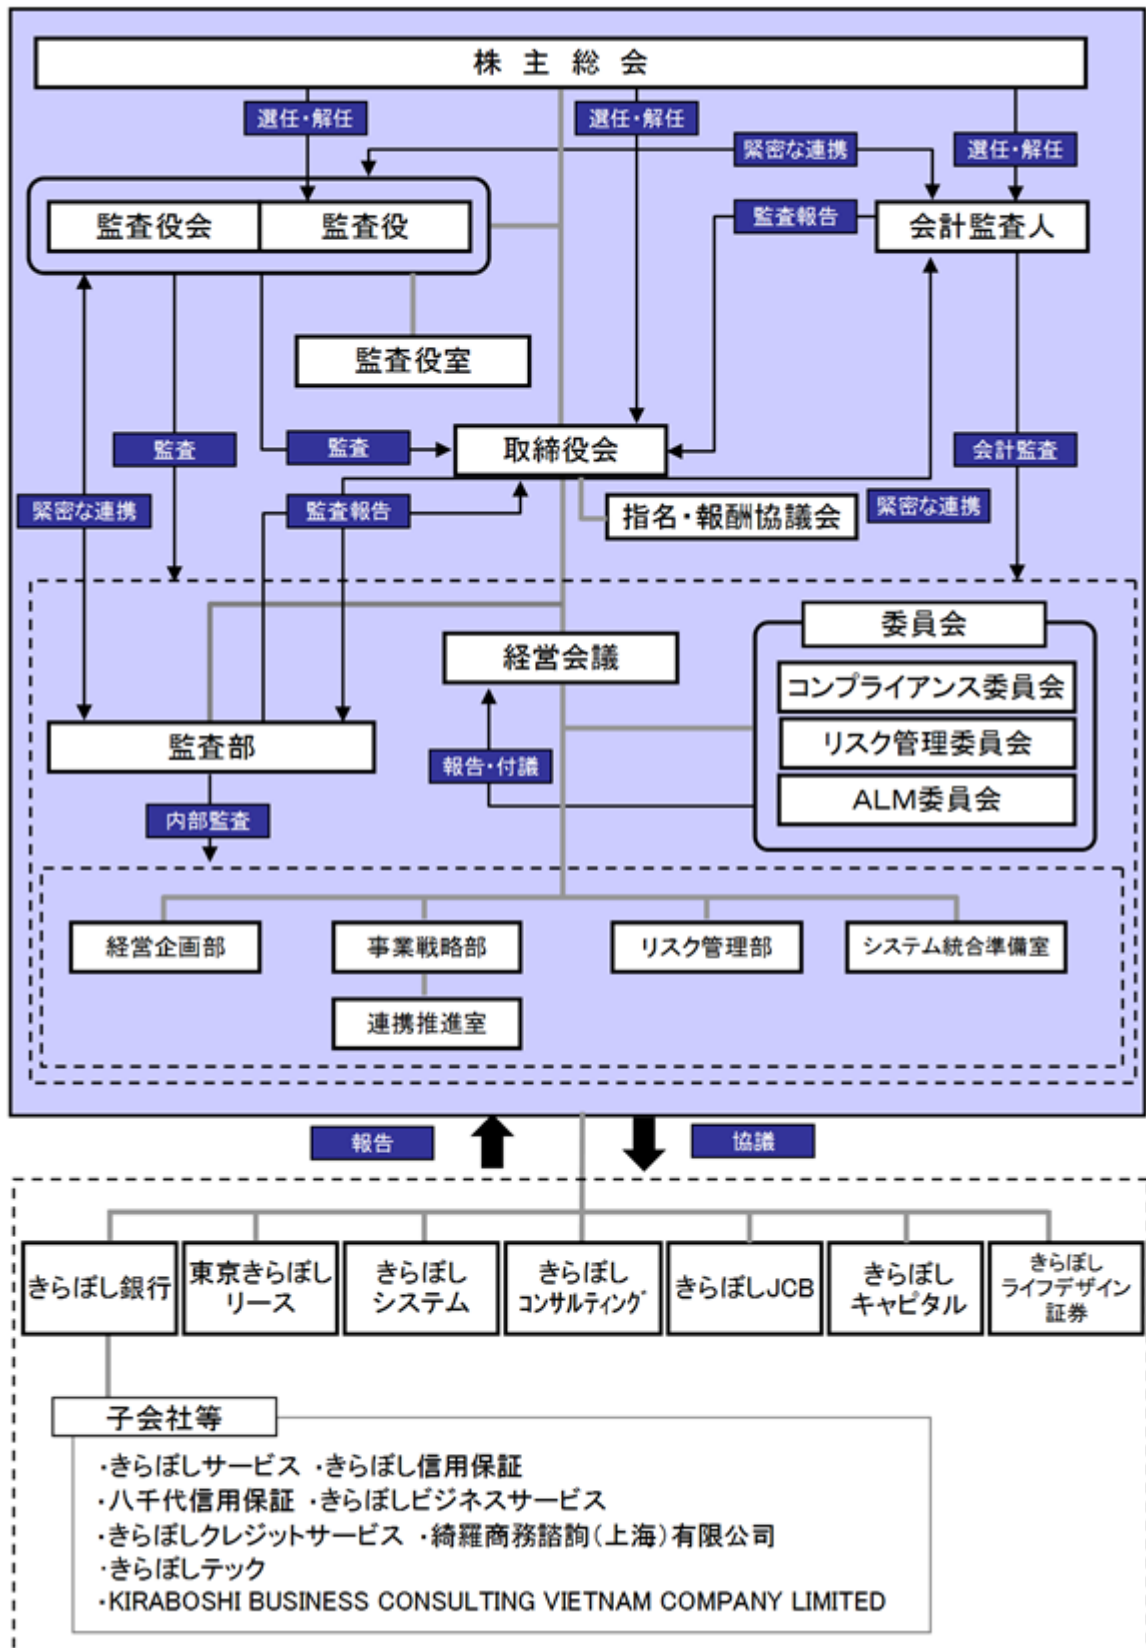 株主総会
選任・解任
選任・解任
緊密な連携
選任・解任
監査役会
監査役
監査報告
会計監査人
監査役室
監査
監査
取締役会
会計監査
緊密な連携
監査報告
指名・報酬協議会
緊密な連携
委員会
経営会議
コンプライアンス委員会
監査部
リスク管理委員会
報告・付議
ALM委員会
内部監査
経営企画部
事業戦略部
リスク管理部
システム統合準備室
連携推進室
報告
協議
きらぼし銀行
東京きらぼし
リース
きらぼし
システム
きらぼし
コンサルティング
きらぼしJCB
きらぼし
キャピタル
きらぼし
ライフデザイン
証券
子会社等
・きらぼしサービス ・きらぼし信用保証
・八千代信用保証 ・きらぼしビジネスサービス
・きらぼしクレジットサービス ・綺羅商務諮詢(上海)有限公司
・きらぼしテック
・KIRABOSHI BUSINESS CONSULTING VIETNAM COMPANY LIMITED